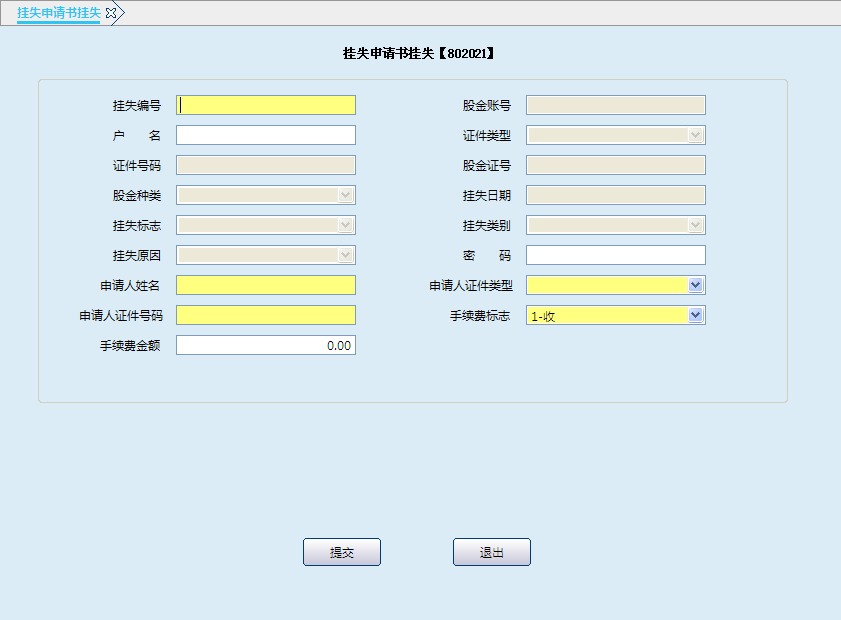 挂失申请书挂失
挂失申请书挂失【802021】
挂失编号 股金账号
户 名 证件类型
证件号码 股金证号
股金种类 挂失日期
挂失标志 挂失类别
挂失原因 密 码
申请人姓名 申请人证件类型
申请人证件号码 手续费标志 1-收
手续费金额 0.00
提交 退出